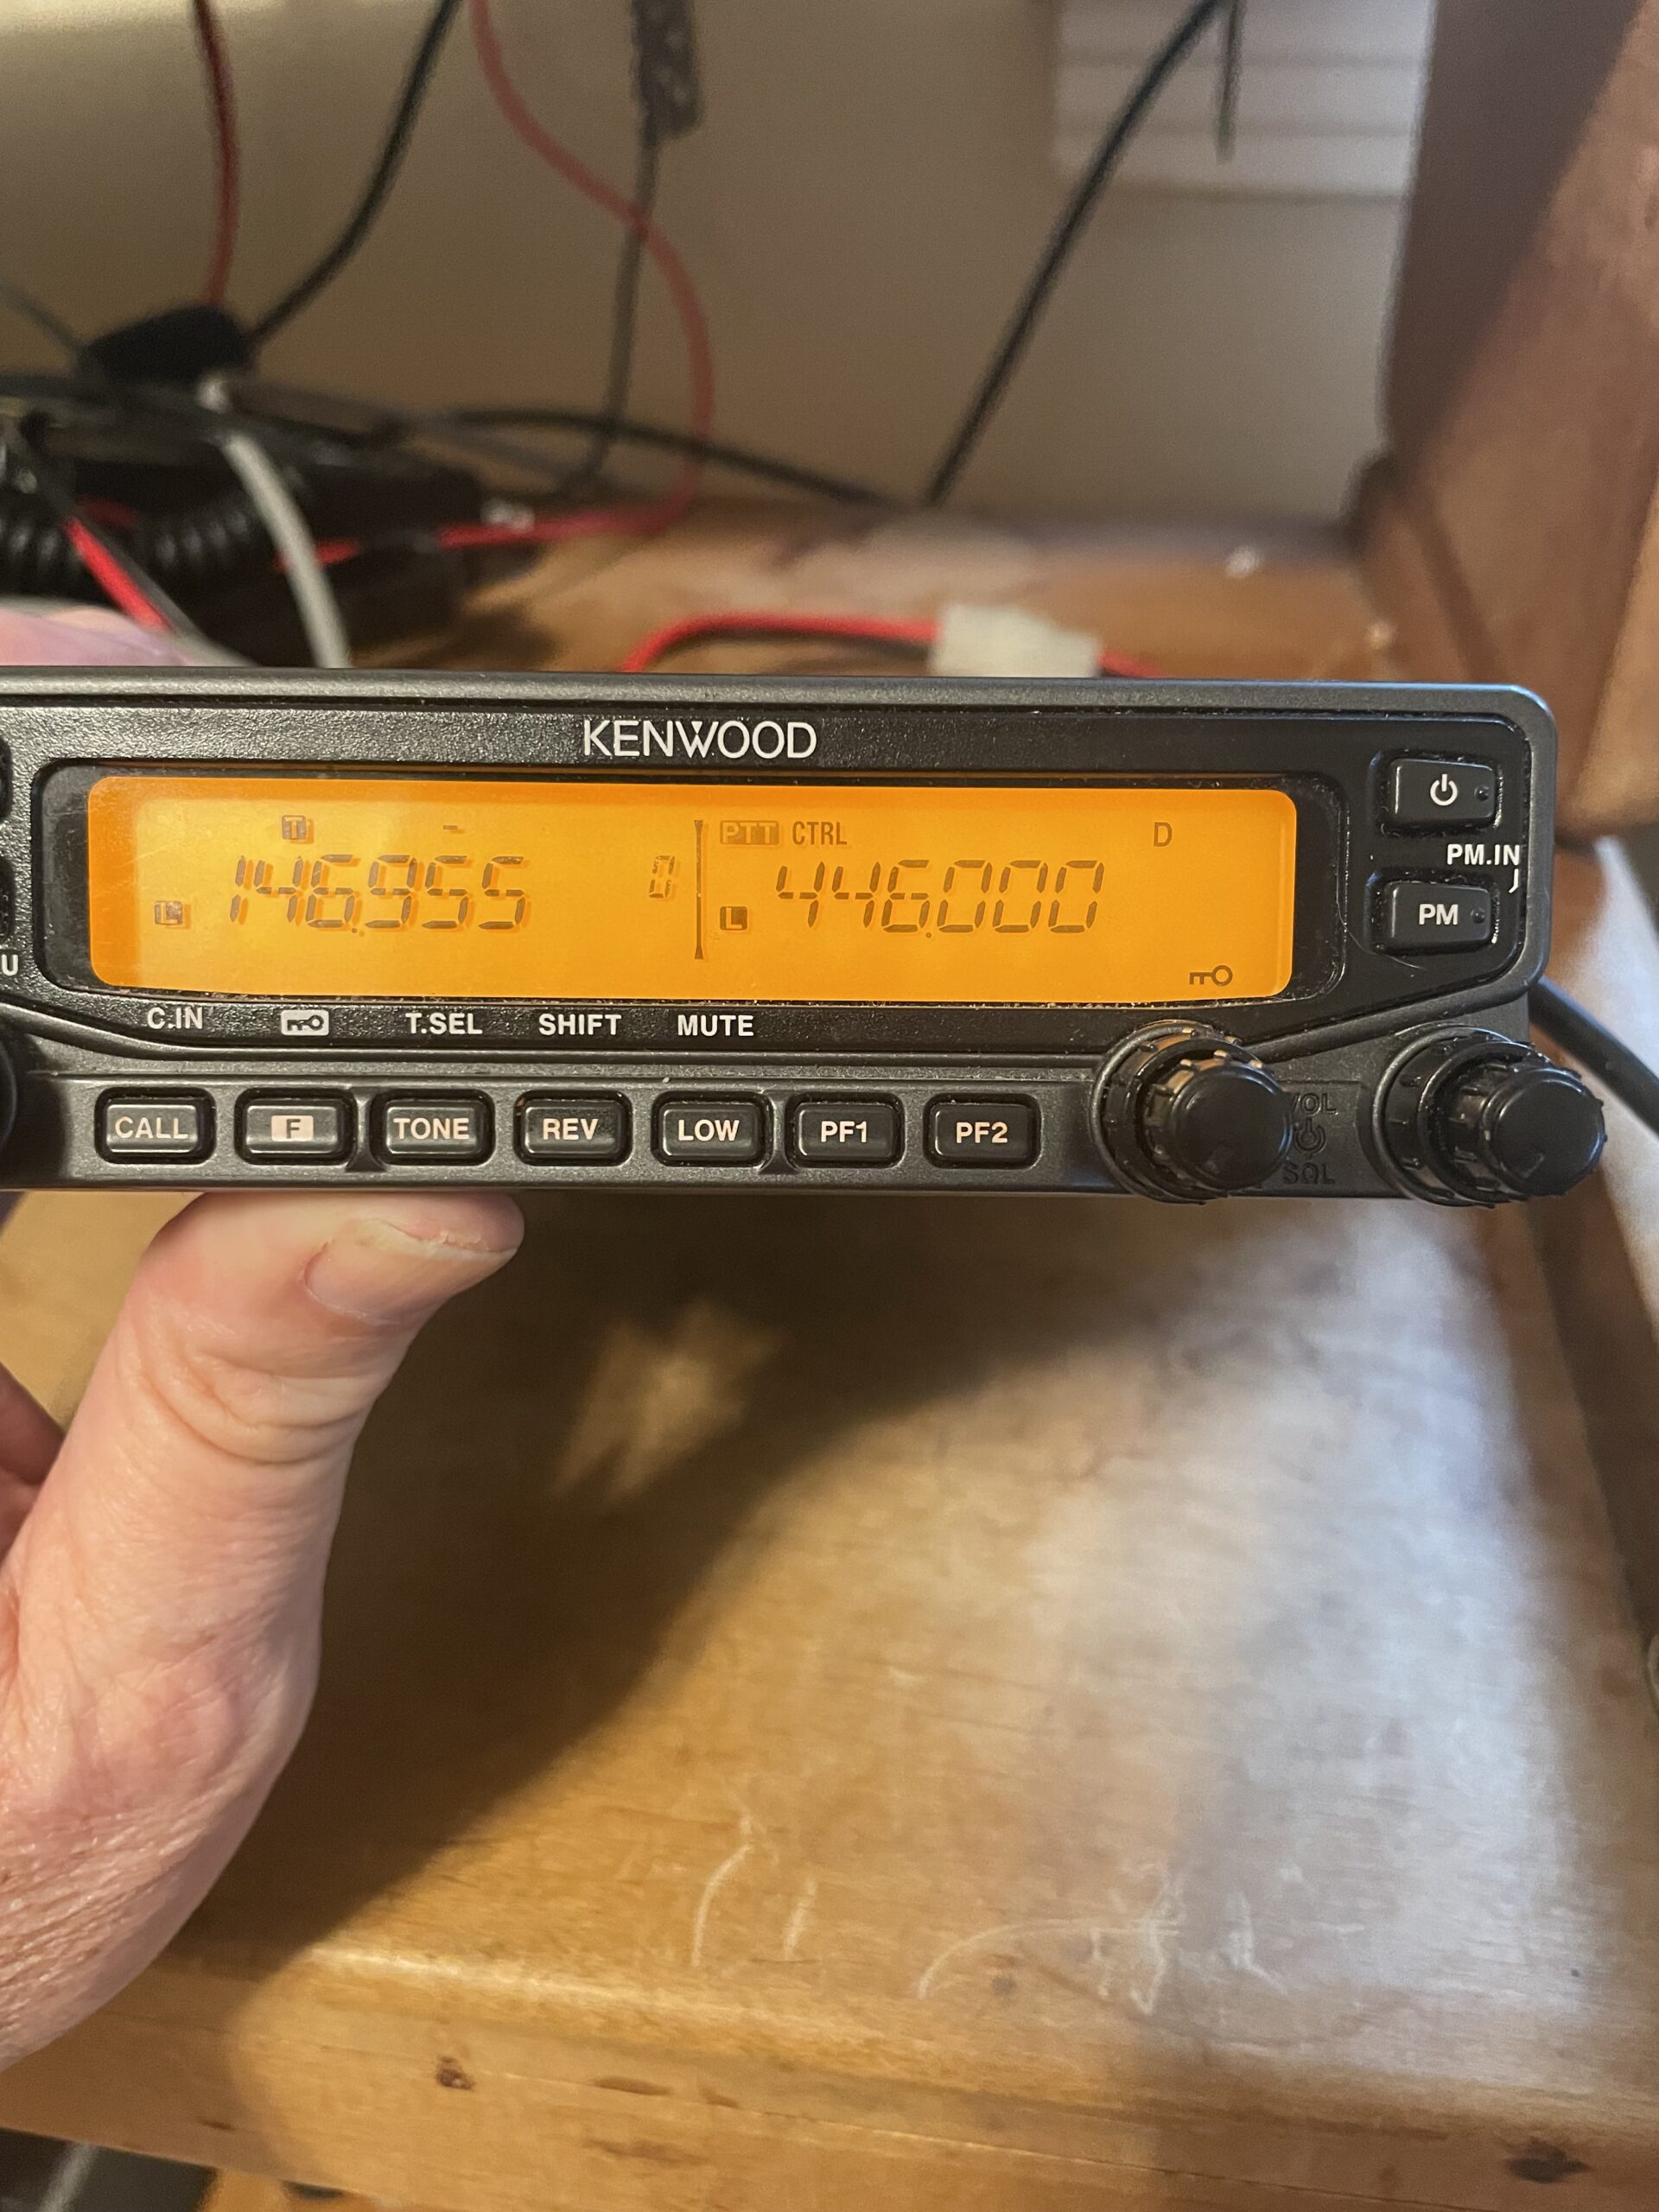 KENWOOD
T - PTT CTRL D
L 146.955 0 L 446.000
PM.IN
PM
U
C.IN T.SEL SHIFT MUTE
CALL F TONE REV LOW PF1 PF2
VOL
SQL